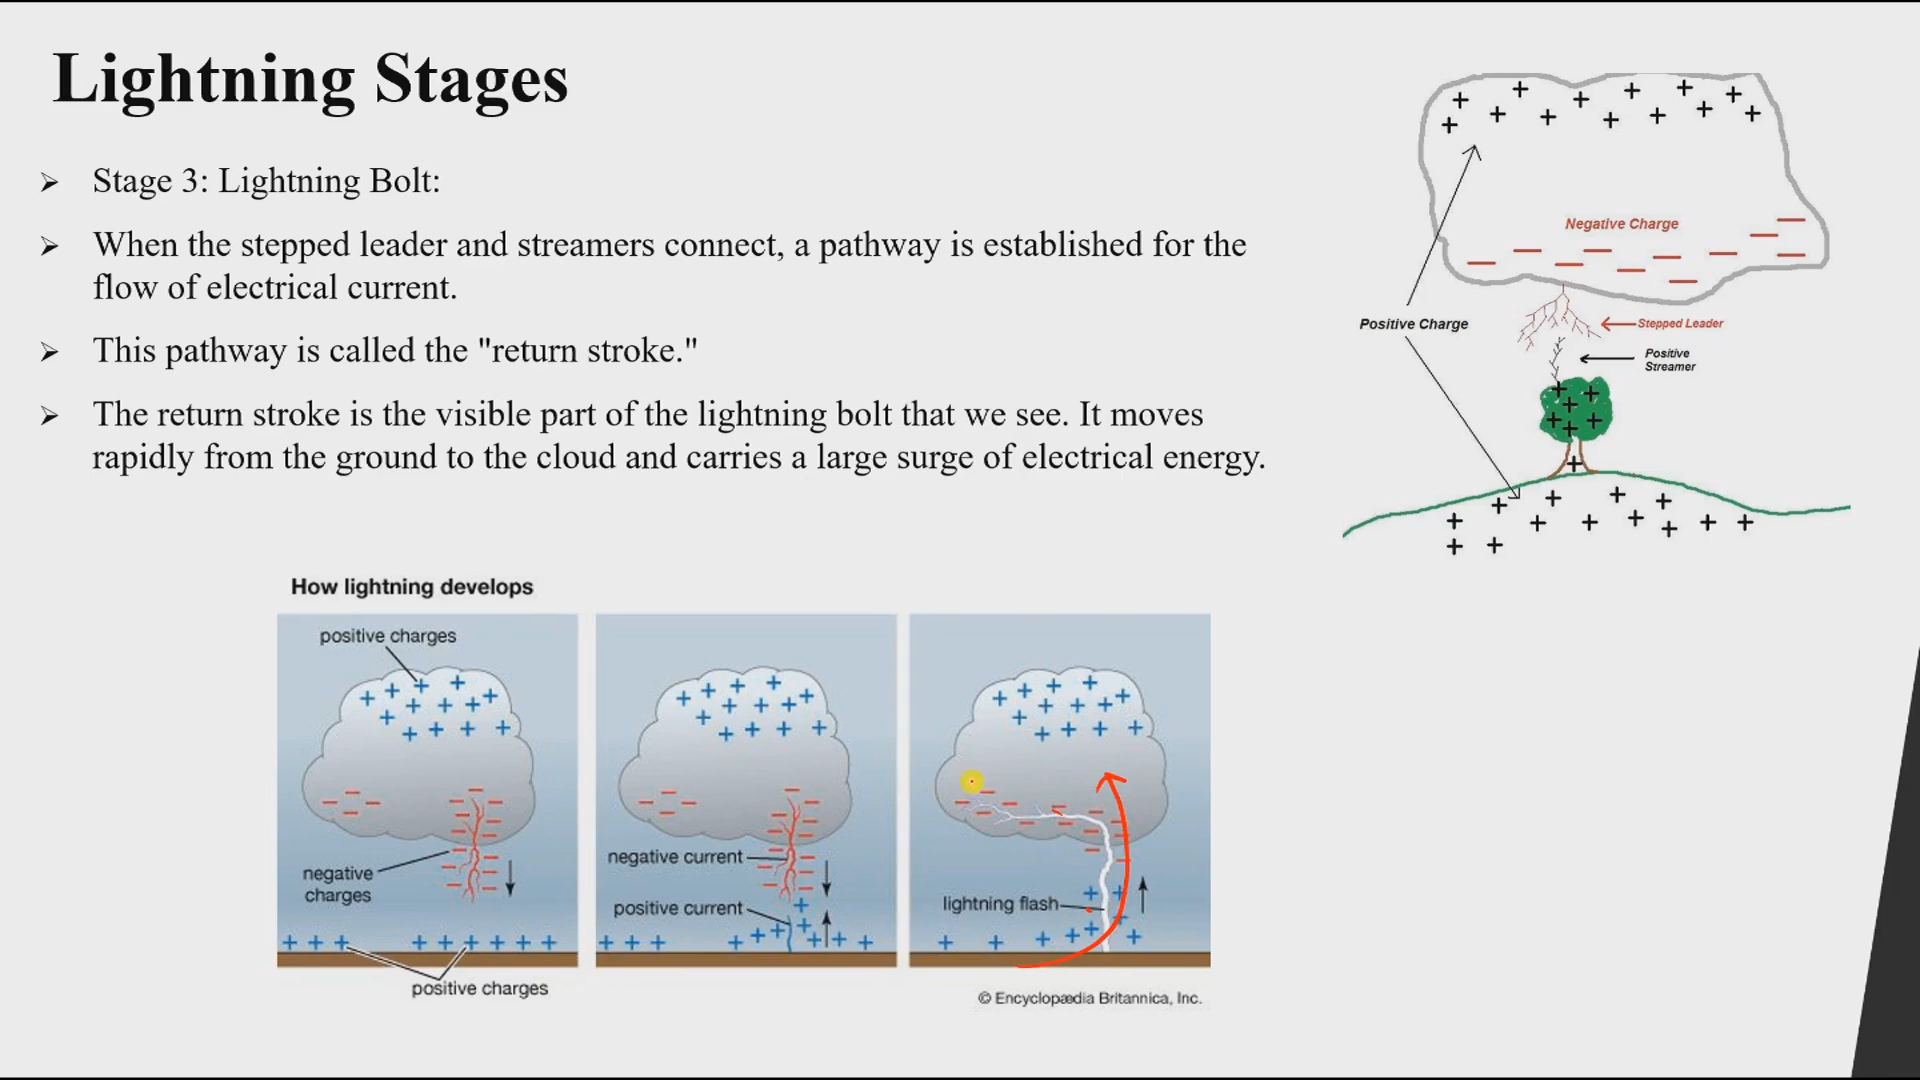 Lightning Stages
Stage 3: Lightning Bolt:
When the stepped leader and streamers connect, a pathway is established for the
flow of electrical current.
This pathway is called the "return stroke."
The return stroke is the visible part of the lightning bolt that we see. It moves
rapidly from the ground to the cloud and carries a large surge of electrical energy.
Negative Charge
Positive Charge
Stepped Leader
Positive
Streamer
How lightning develops
positive charges
negative
charges
positive charges
negative current
positive current
lightning flash
© Encyclopædia Britannica, Inc.